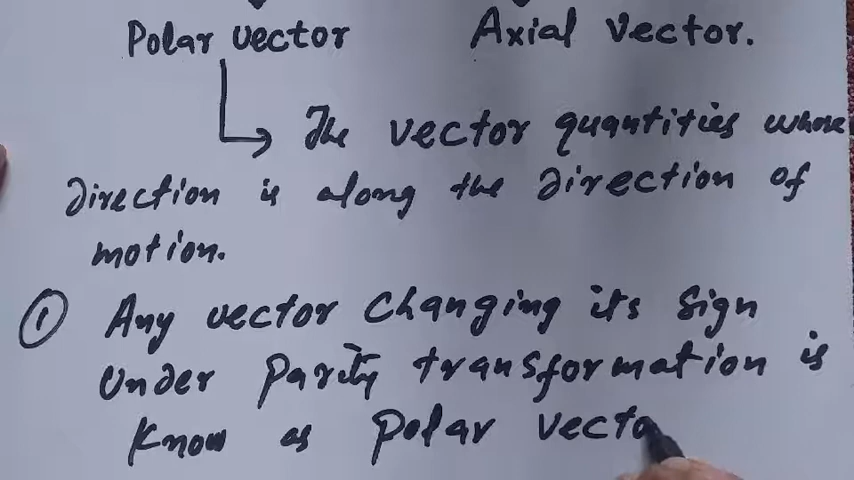 Polar vector Axial vector.
The vector quantities whose
direction is along the direction of
motion.
① Any vector changing its sign
under parity transformation is
know as polar vecto